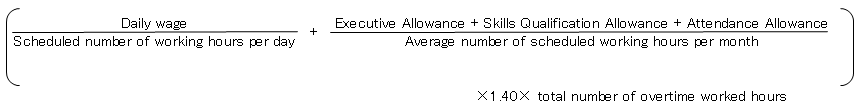 Daily wage
Scheduled number of working hours per day
+
Executive Allowance + Skills Qualification Allowance + Attendance Allowance
Average number of scheduled working hours per month
×1.40× total number of overtime worked hours